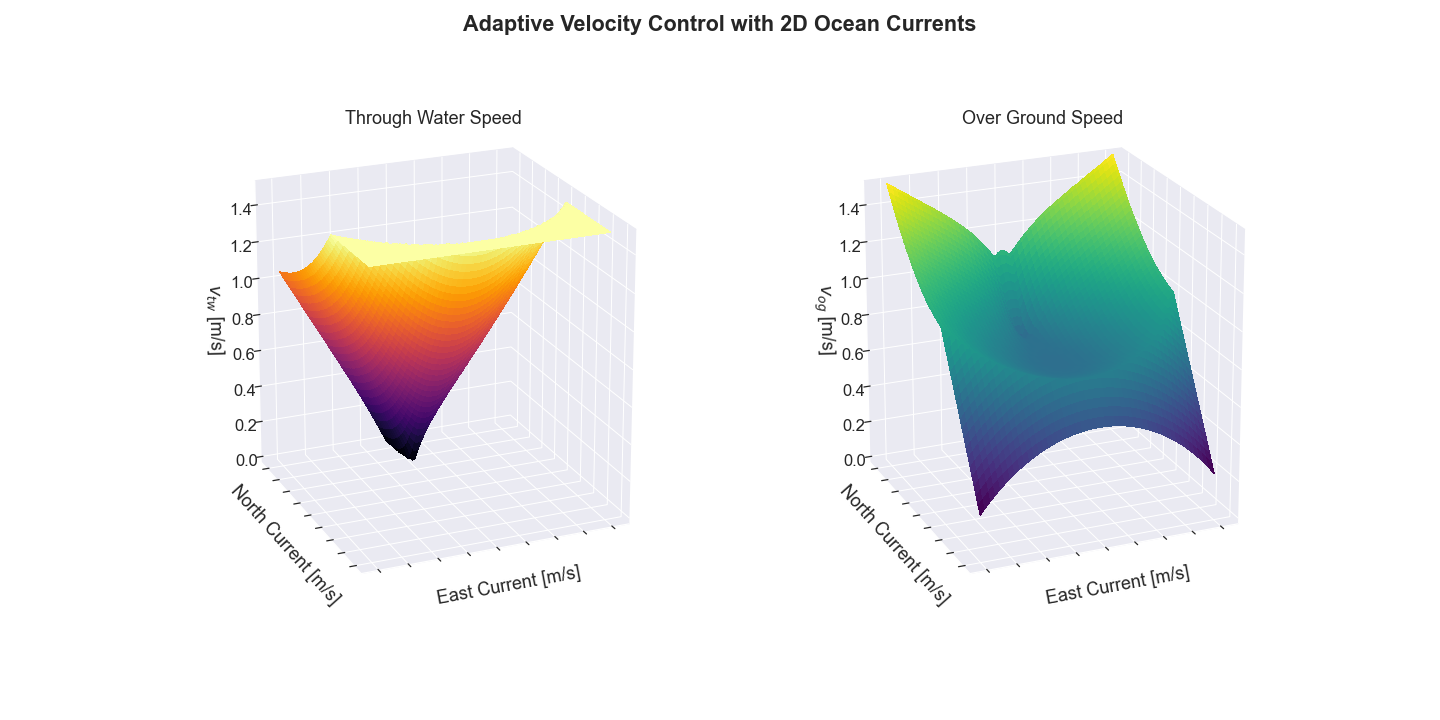 Adaptive Velocity Control with 2D Ocean Currents
Through Water Speed
1.4
1.2
1.0
0.8
0.6
0.4
0.2
0.0
v_tw [m/s]
North Current [m/s]
East Current [m/s]
Over Ground Speed
1.4
1.2
1.0
0.8
0.6
0.4
0.2
0.0
v_og [m/s]
North Current [m/s]
East Current [m/s]